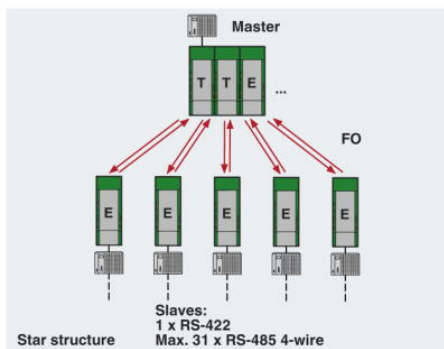 Master
T T E ...
FO
E E E E E
Slaves:
1 x RS-422
Star structure Max. 31 x RS-485 4-wire